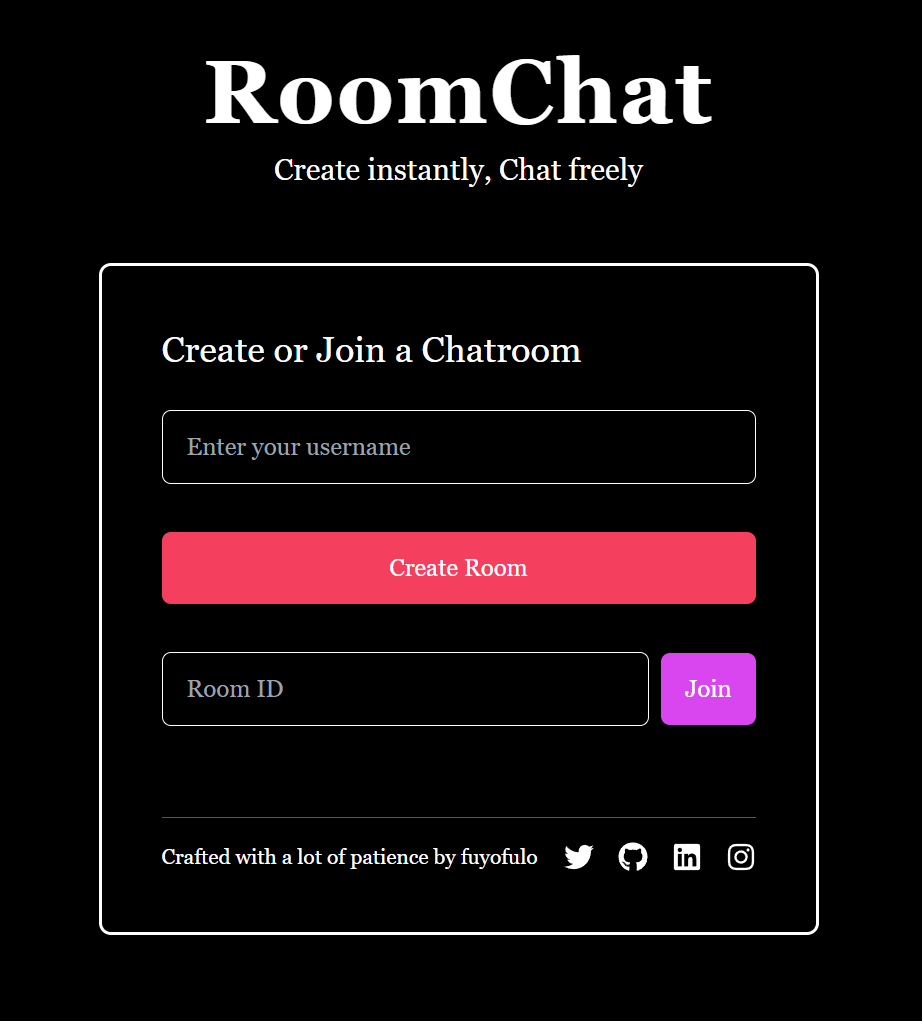 RoomChat
Create instantly, Chat freely
Create or Join a Chatroom
Enter your username
Create Room
Room ID
Join
Crafted with a lot of patience by fuyofulo